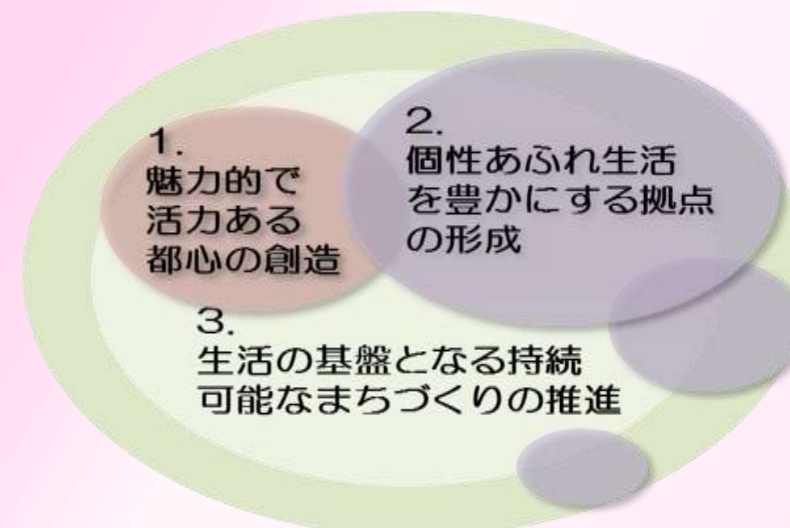 1.
魅力的で
活力ある
都心の創造
2.
個性あふれ生活
を豊かにする拠点
の形成
3.
生活の基盤となる持続
可能なまちづくりの推進